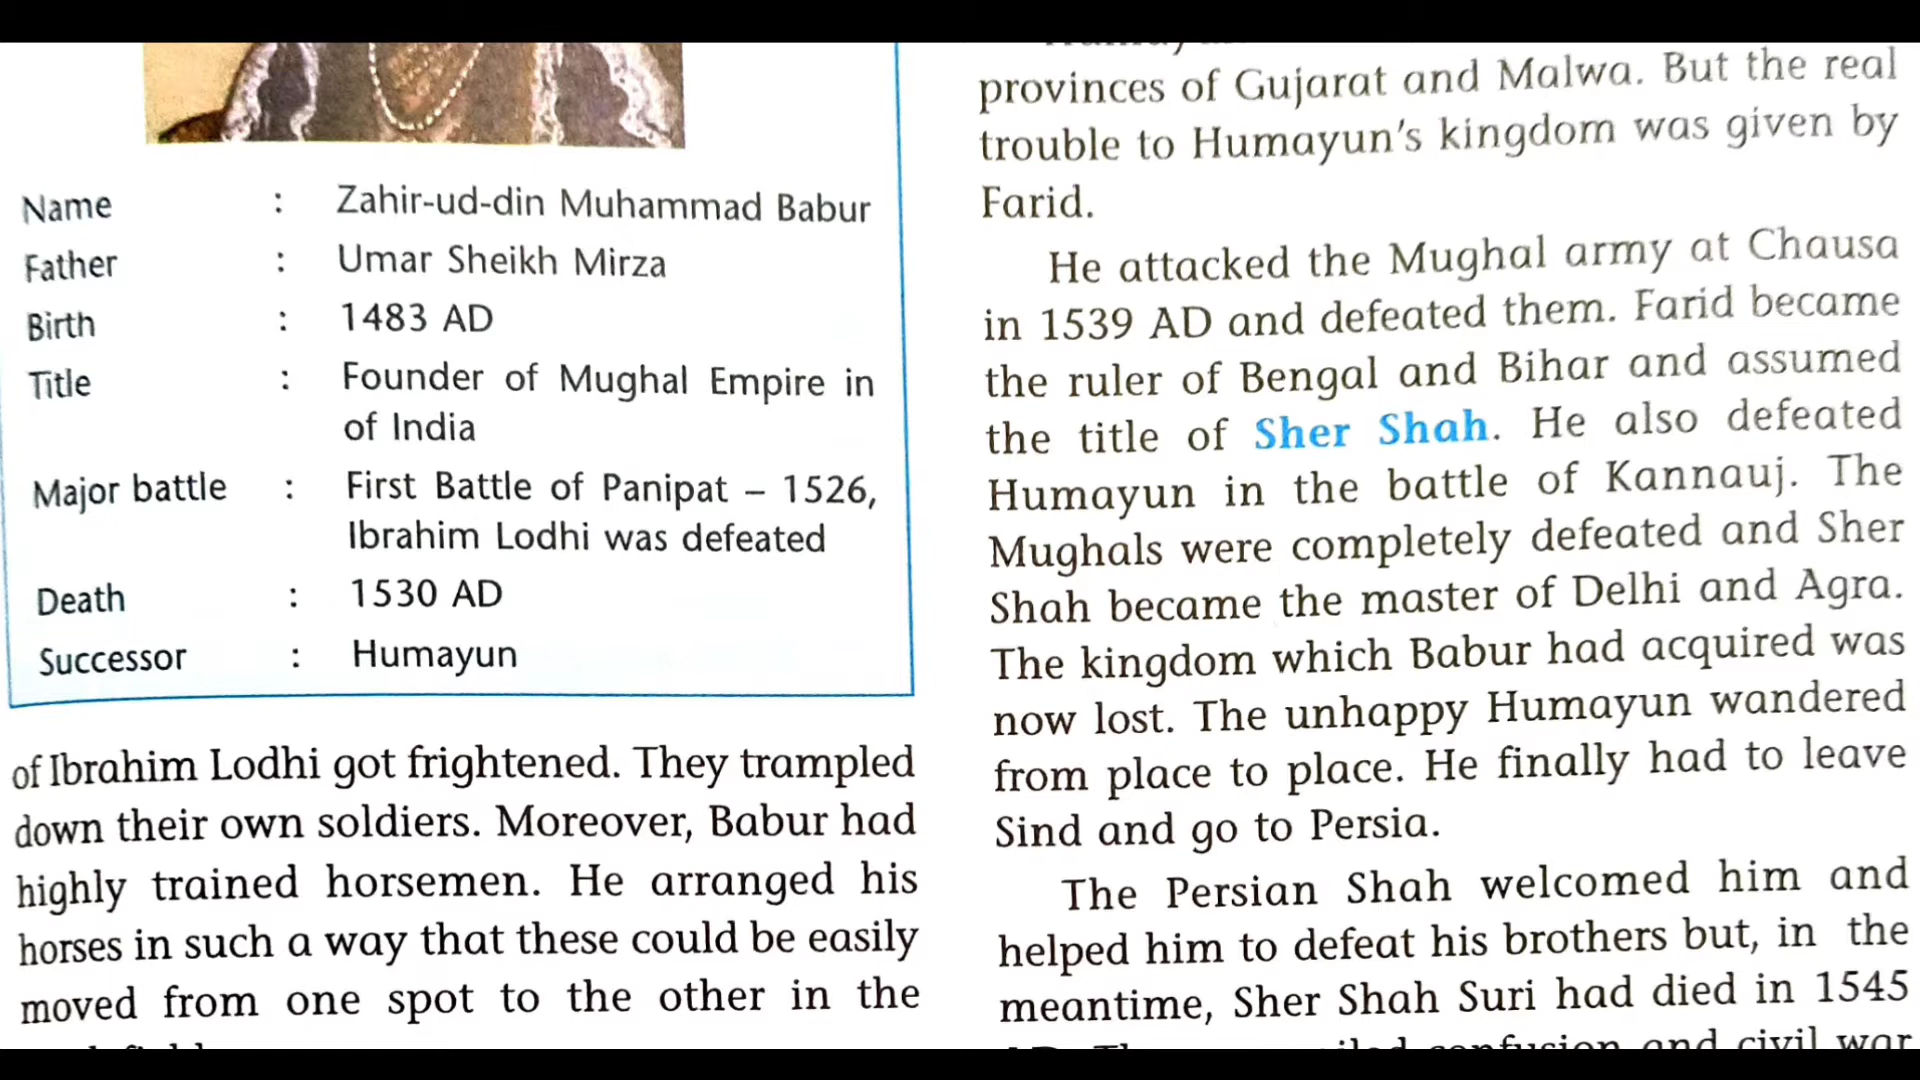 Name : Zahir-ud-din Muhammad Babur
Father : Umar Sheikh Mirza
Birth : 1483 AD
Title : Founder of Mughal Empire in
of India
Major battle : First Battle of Panipat – 1526,
Ibrahim Lodhi was defeated
Death : 1530 AD
Successor : Humayun
of Ibrahim Lodhi got frightened. They trampled
down their own soldiers. Moreover, Babur had
highly trained horsemen. He arranged his
horses in such a way that these could be easily
moved from one spot to the other in the
provinces of Gujarat and Malwa. But the real
trouble to Humayun's kingdom was given by
Farid.
He attacked the Mughal army at Chausa
in 1539 AD and defeated them. Farid became
the ruler of Bengal and Bihar and assumed
the title of Sher Shah. He also defeated
Humayun in the battle of Kannauj. The
Mughals were completely defeated and Sher
Shah became the master of Delhi and Agra.
The kingdom which Babur had acquired was
now lost. The unhappy Humayun wandered
from place to place. He finally had to leave
Sind and go to Persia.
The Persian Shah welcomed him and
helped him to defeat his brothers but, in the
meantime, Sher Shah Suri had died in 1545
confusion and civil war